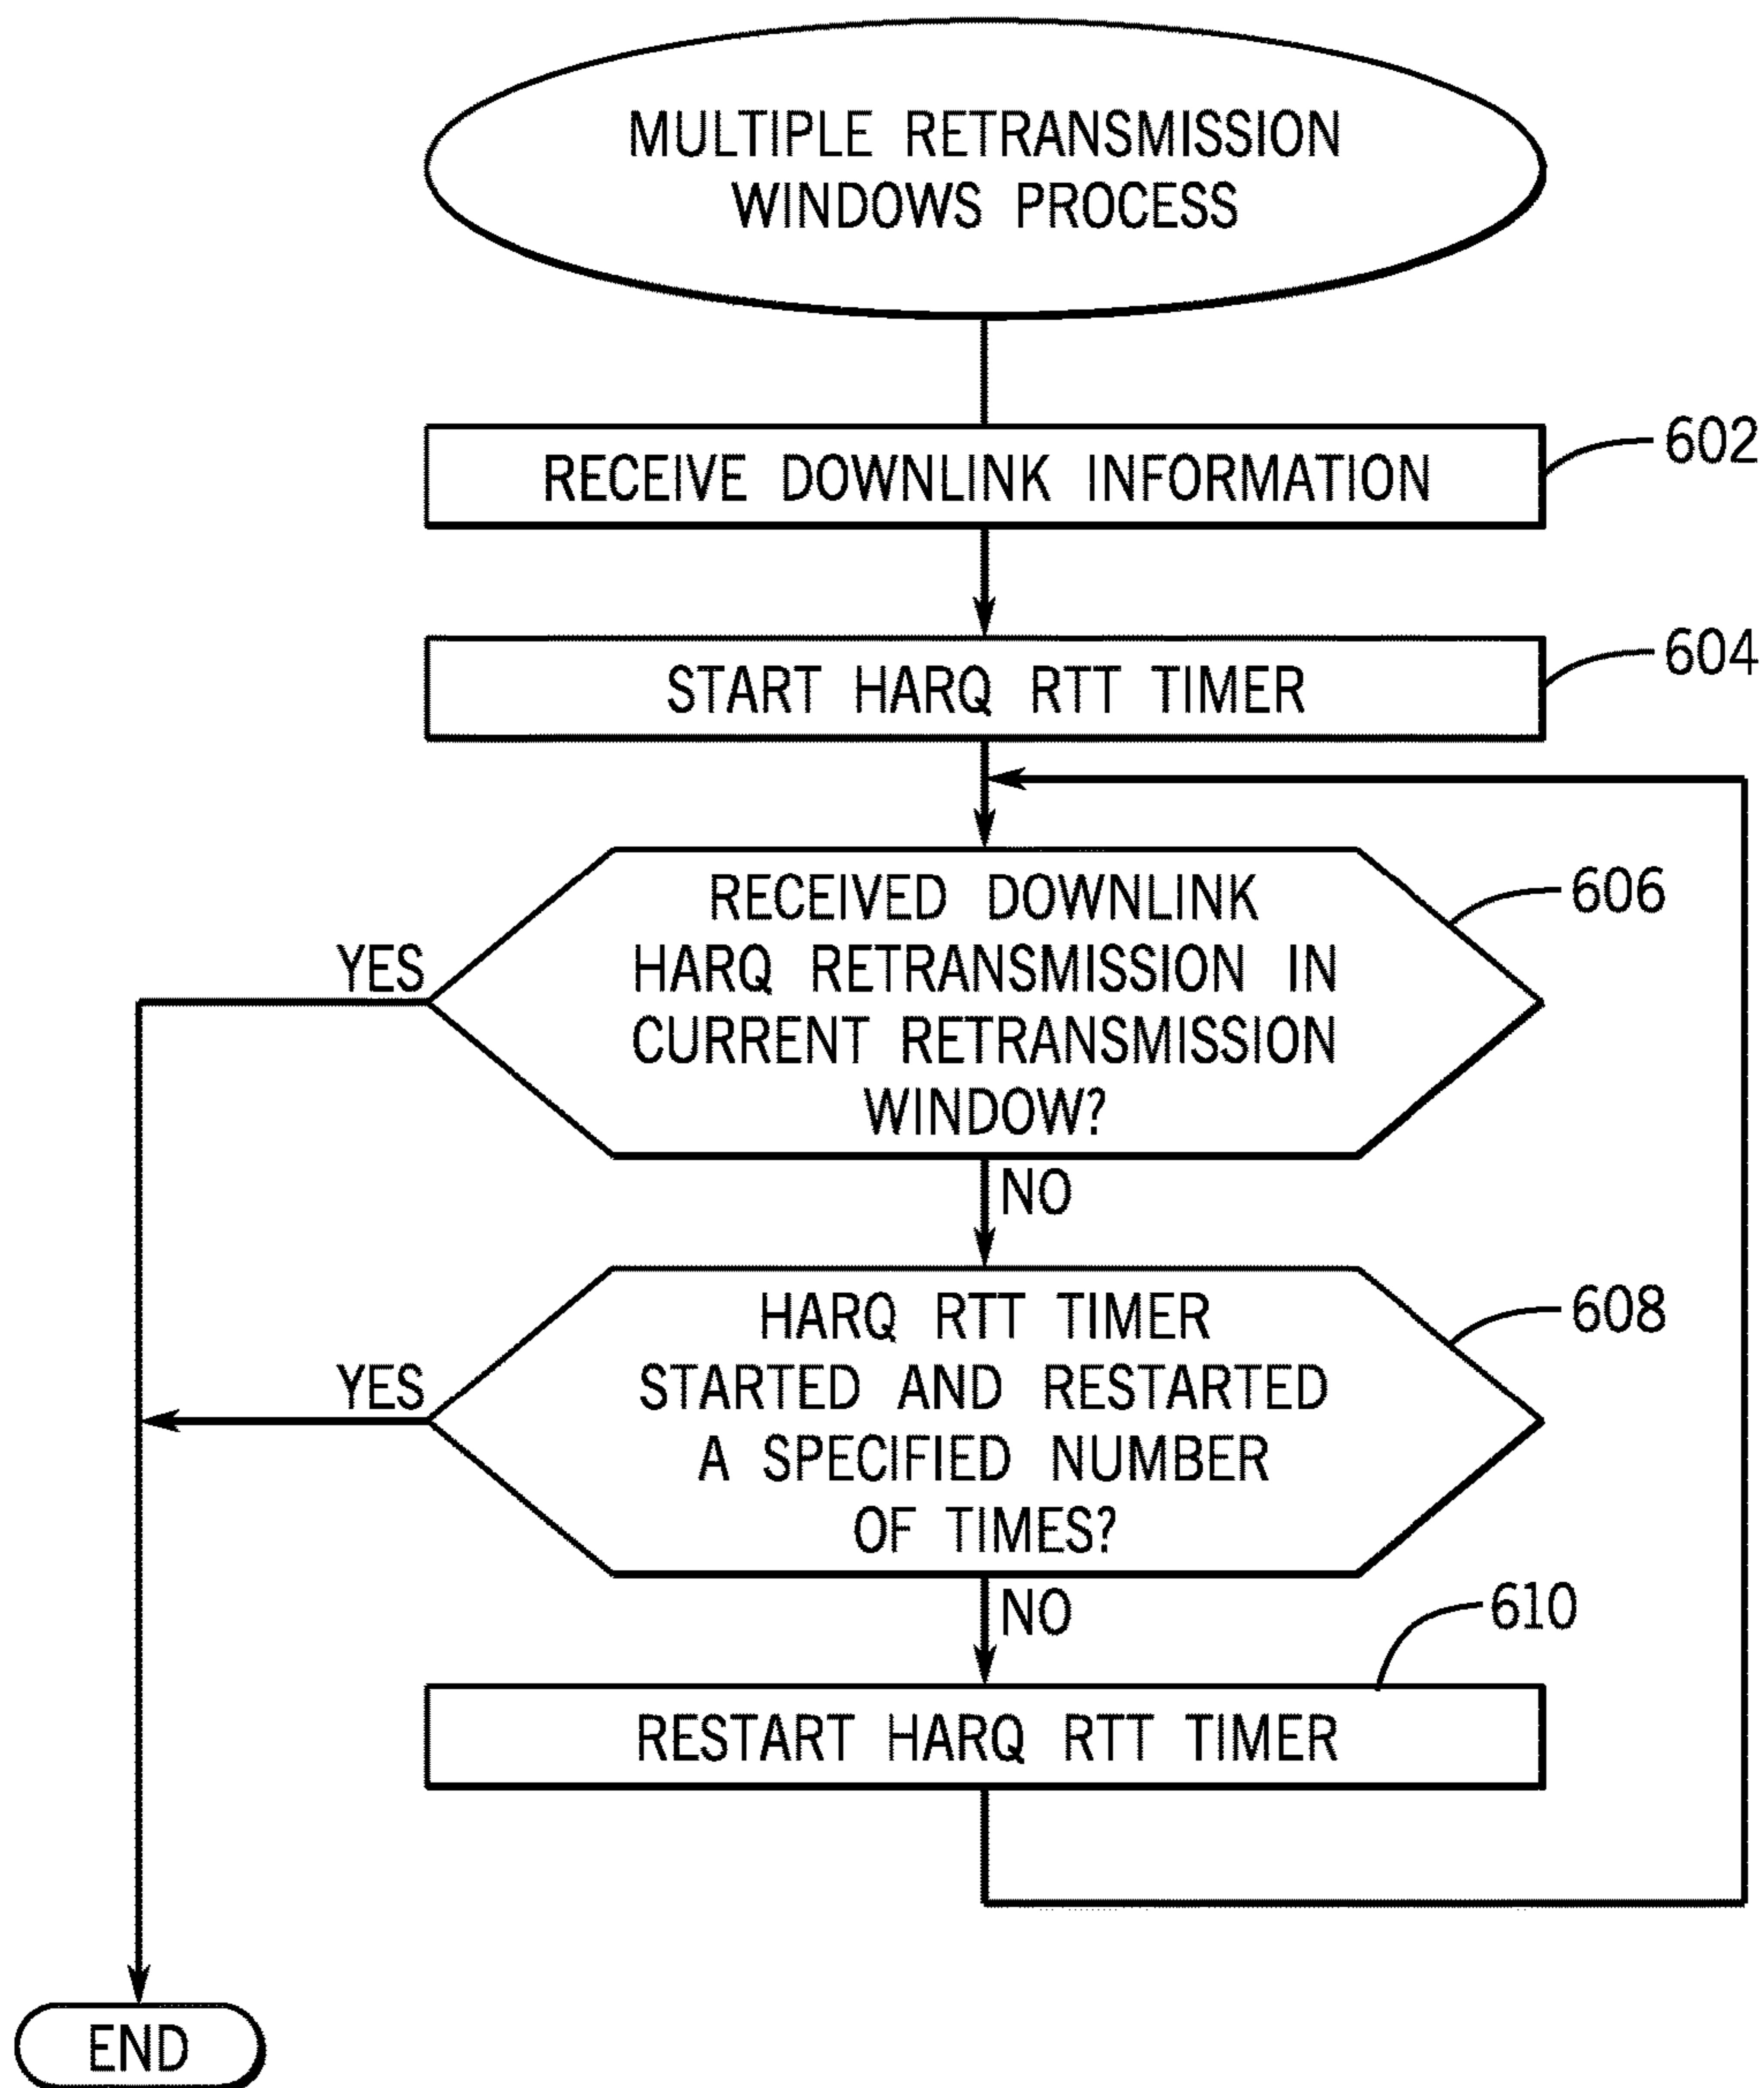 MULTIPLE RETRANSMISSION
WINDOWS PROCESS
RECEIVE DOWNLINK INFORMATION
602
START HARQ RTT TIMER
604
RECEIVED DOWNLINK
HARQ RETRANSMISSION IN
CURRENT RETRANSMISSION
WINDOW?
606
YES
NO
HARQ RTT TIMER
STARTED AND RESTARTED
A SPECIFIED NUMBER
OF TIMES?
608
YES
NO
610
RESTART HARQ RTT TIMER
END